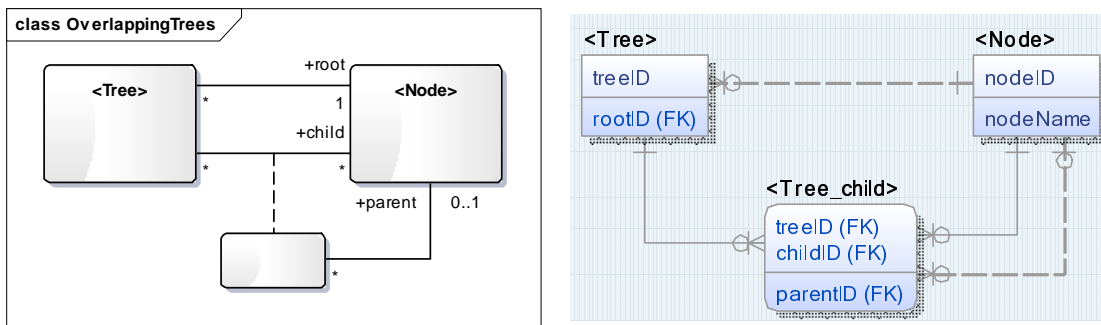 class OverlappingTrees
<Tree>
+root
<Node>
*
1
+child
*
*
+parent
0..1
*
<Tree>
treeID
rootID (FK)
<Node>
nodeID
nodeName
<Tree_child>
treeID (FK)
childID (FK)
parentID (FK)